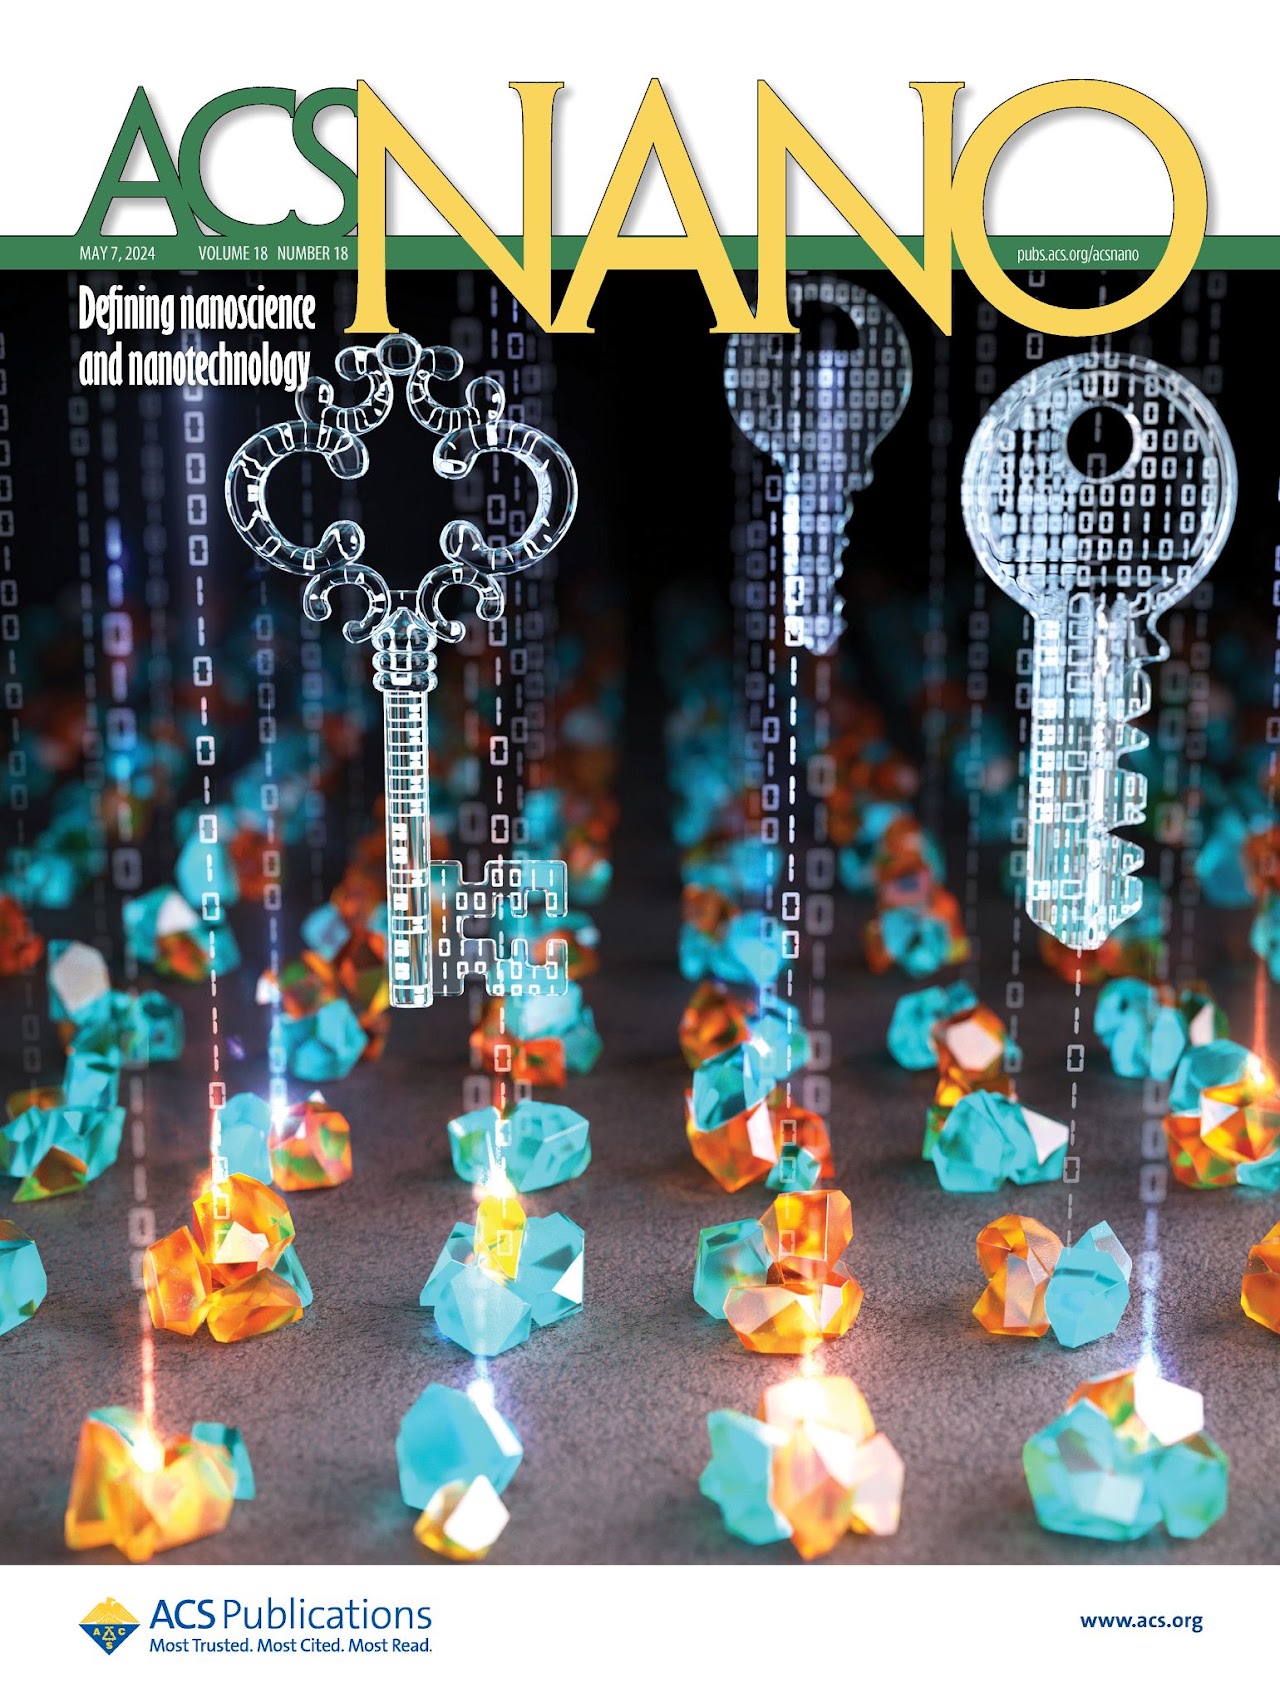 ACS NANO
MAY 7, 2024 VOLUME 18 NUMBER 18 pubs.acs.org/acsnano
Defining nanoscience
and nanotechnology
ACS Publications
Most Trusted. Most Cited. Most Read.
www.acs.org